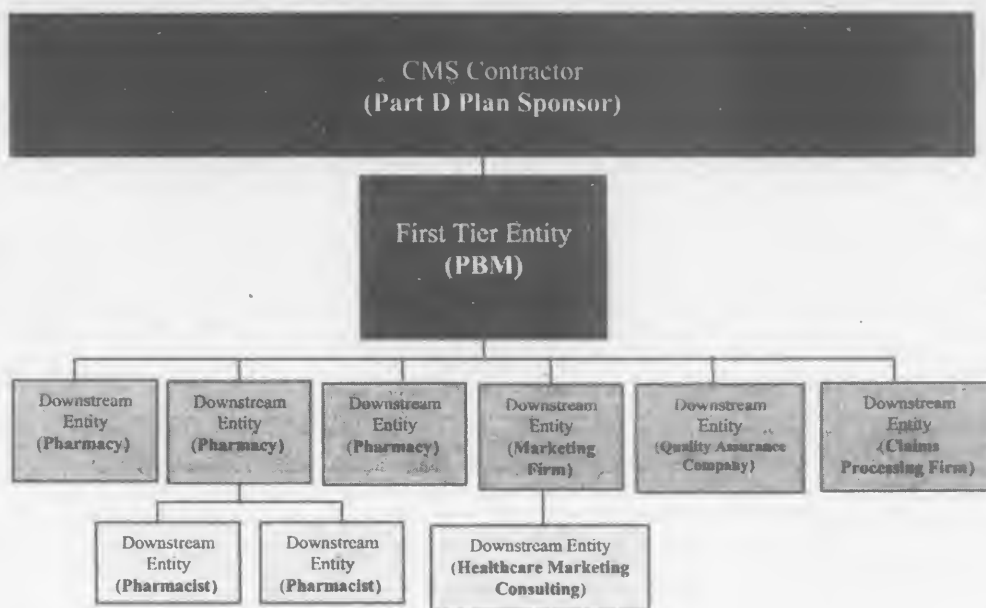 CMS Contractor
(Part D Plan Sponsor)
First Tier Entity
(PBM)
Downstream
Entity
(Pharmacy)
Downstream
Entity
(Pharmacy)
Downstream
Entity
(Pharmacy)
Downstream
Entity
(Marketing
Firm)
Downstream
Entity
(Quality Assurance
Company)
Downstream
Entity
(Claims
Processing Firm)
Downstream
Entity
(Pharmacist)
Downstream
Entity
(Pharmacist)
Downstream Entity
(Healthcare Marketing
Consulting)